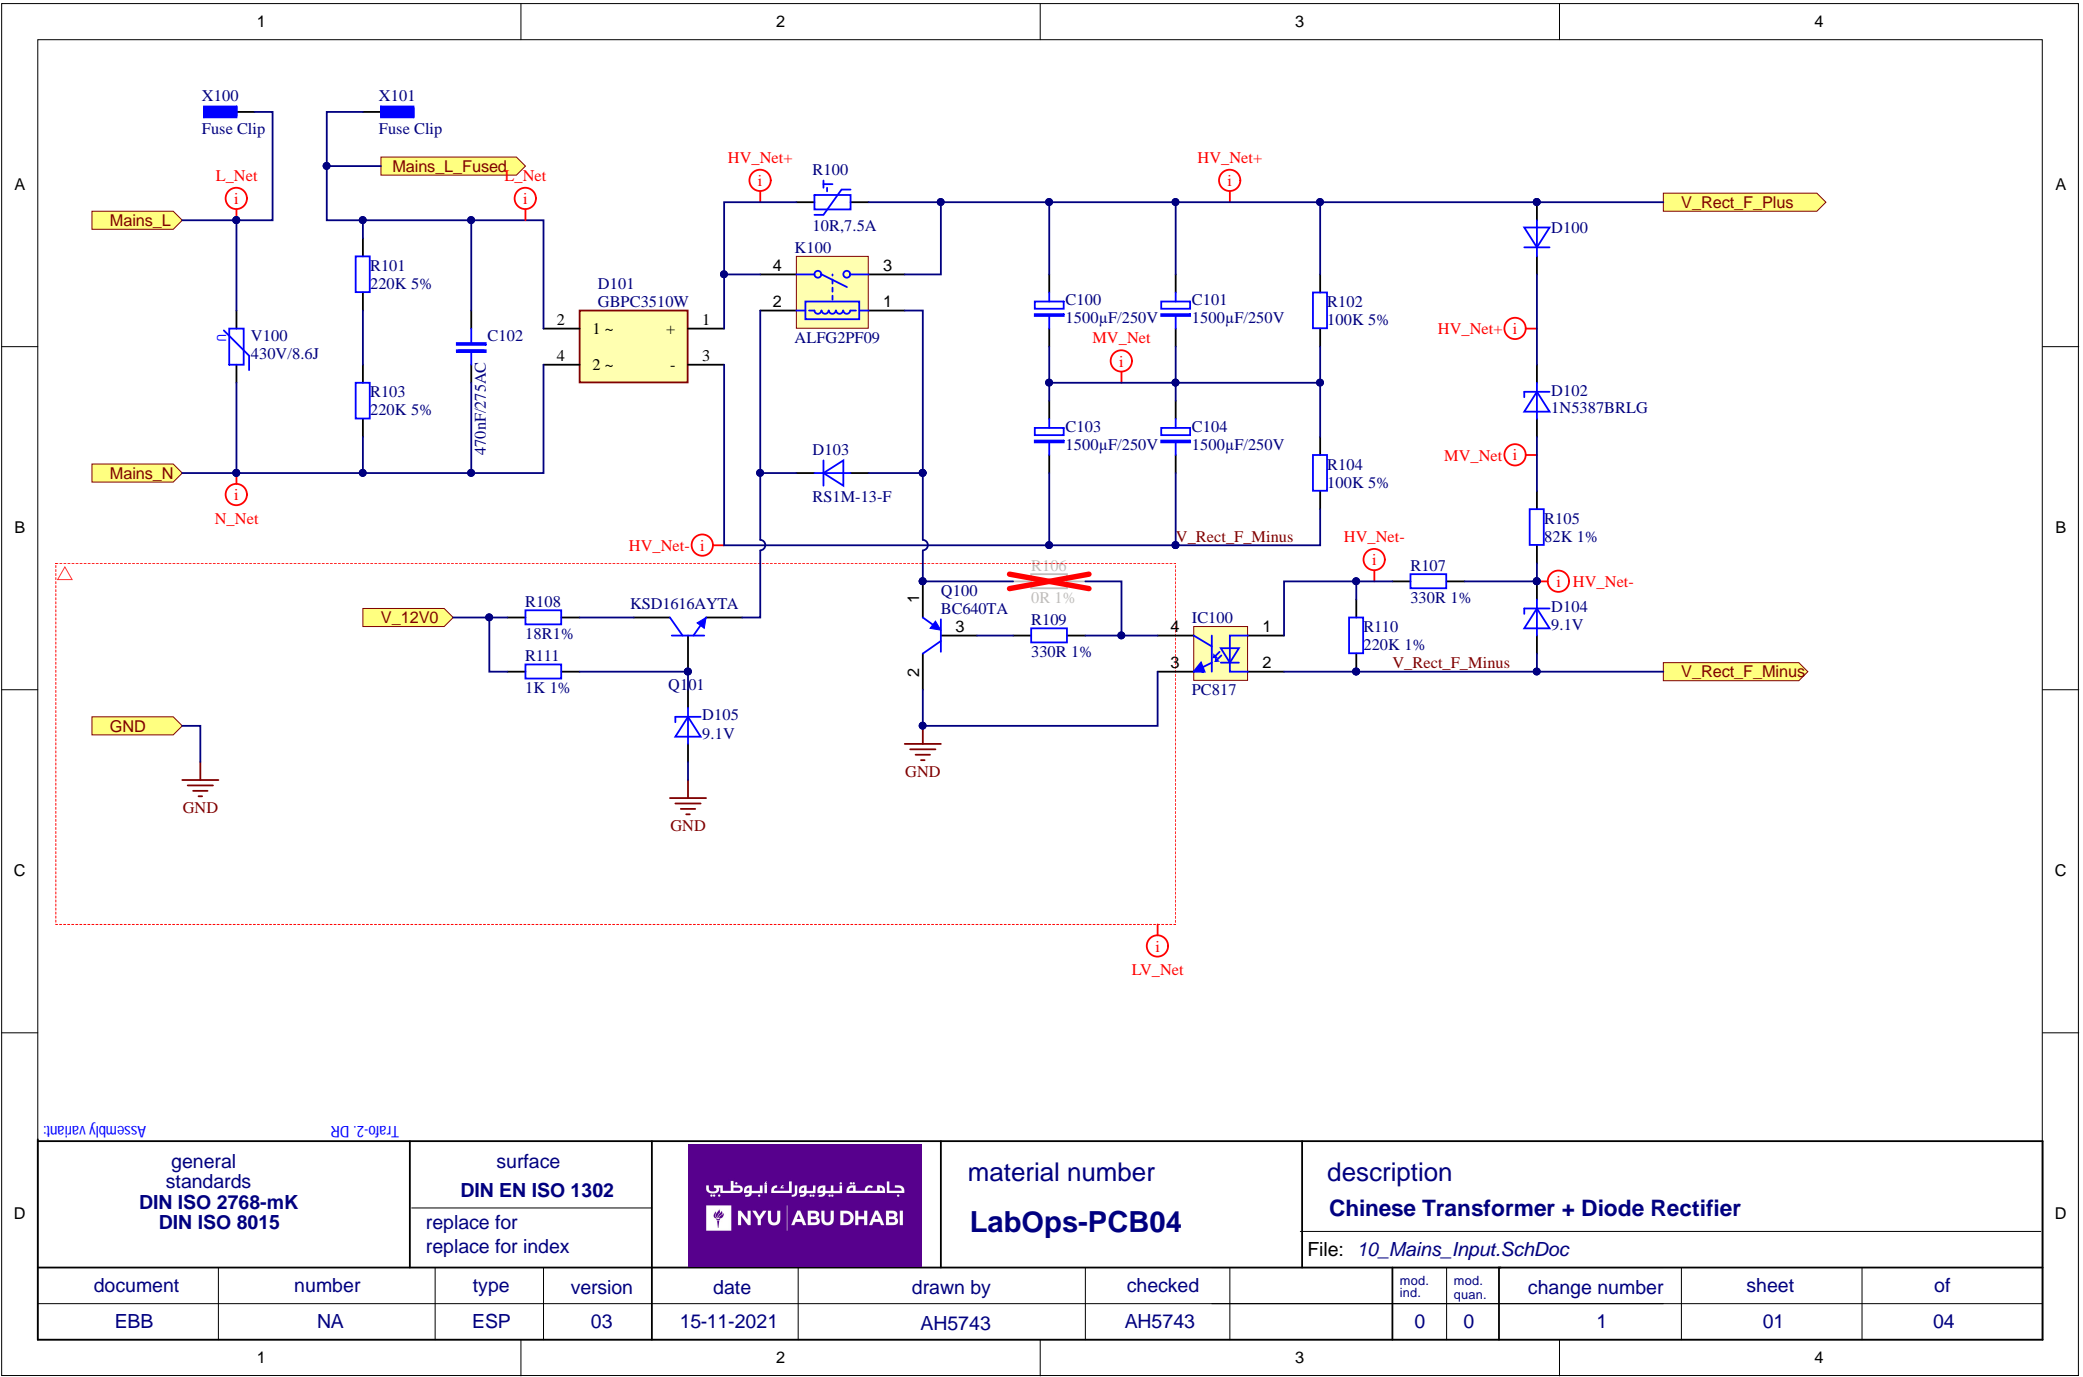 1 2 3 4
A A
B B
C C
D D
X100
Fuse Clip
X101
Fuse Clip
Mains_L_Fused
L_Net
L_Net
Mains_L
R101
220K 5%
V100
430V/8.6J
U
R103
220K 5%
C102
470nF/275AC
Mains_N
N_Net
D101
GBPC3510W
2 1 ~ + 1
4 2 ~ - 3
HV_Net+
R100
T
10R,7.5A
K100
4 3
2 1
ALFG2PF09
D103
RS1M-13-F
HV_Net-
HV_Net+
C100
1500µF/250V
C101
1500µF/250V
R102
100K 5%
MV_Net
C103
1500µF/250V
C104
1500µF/250V
R104
100K 5%
V_Rect_F_Minus
V_Rect_F_Plus
D100
HV_Net+
D102
1N5387BRLG
MV_Net
R105
82K 1%
HV_Net-
R107
330R 1%
HV_Net-
D104
9.1V
R110
220K 1%
V_Rect_F_Minus
V_Rect_F_Minus
R106
0R 1%
R109
330R 1%
IC100
4 1
3 2
PC817
Q100
BC640TA
1
3
2
GND
V_12V0
R108
18R1%
R111
1K 1%
KSD1616AYTA
Q101
D105
9.1V
GND
GND
GND
LV_Net
i
i
i
i
i
i
i
i
i
i
i
i
Assembly variant: Trafo-2. DR
general
standards
DIN ISO 2768-mK
DIN ISO 8015
surface
DIN EN ISO 1302
replace for
replace for index
جامعة نيويورك أبوظبي
NYU ABU DHABI
material number
LabOps-PCB04
description
Chinese Transformer + Diode Rectifier
File: 10_Mains_Input.SchDoc
document number type version date drawn by checked mod. ind. mod. quan. change number sheet of
EBB NA ESP 03 15-11-2021 AH5743 AH5743 0 0 1 01 04
1 2 3 4